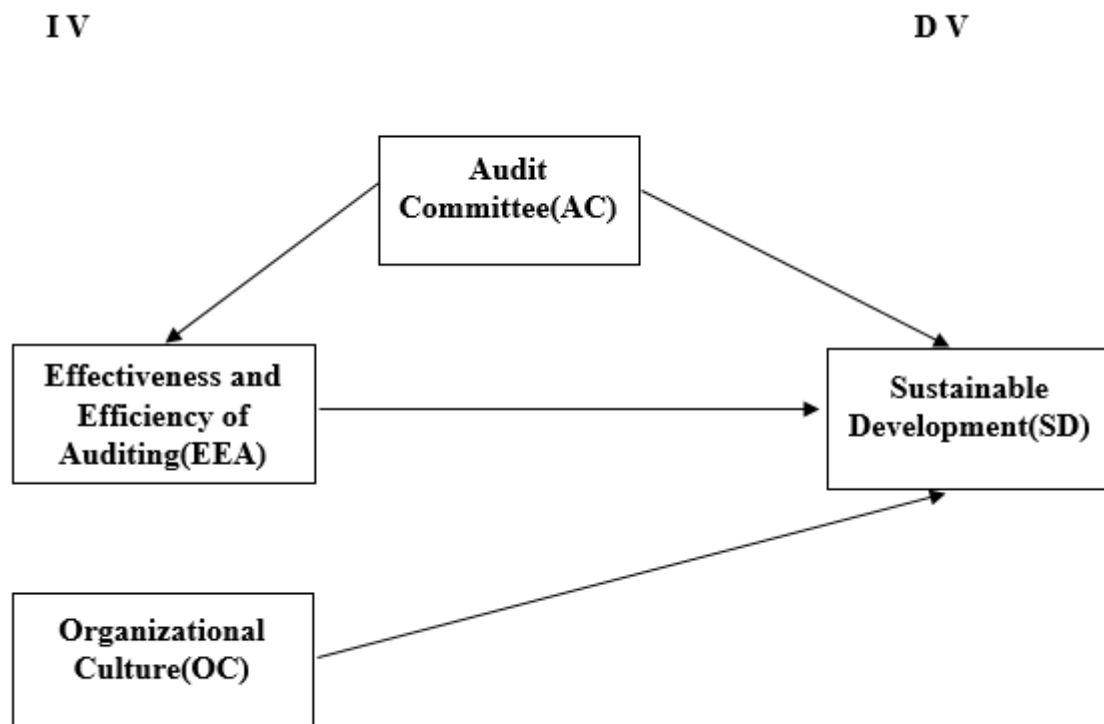 I V
D V
Audit
Committee(AC)
Effectiveness and
Efficiency of
Auditing(EEA)
Sustainable
Development(SD)
Organizational
Culture(OC)